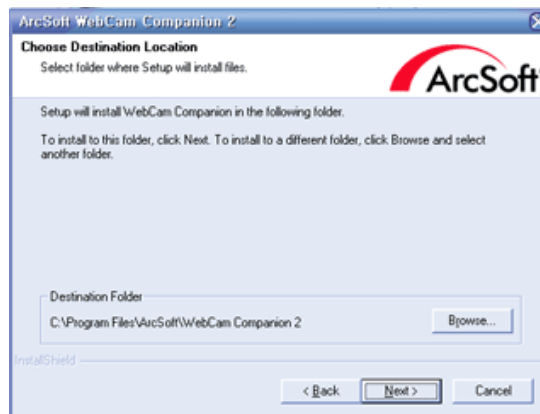 ArcSoft WebCam Companion 2
Choose Destination Location
Select folder where Setup will install files.
ArcSoft
Setup will install WebCam Companion in the following folder.
To install to this folder, click Next. To install to a different folder, click Browse and select
another folder.
Destination Folder
C:\Program Files\ArcSoft\WebCam Companion 2
Browse...
InstallShield
< Back
Next >
Cancel